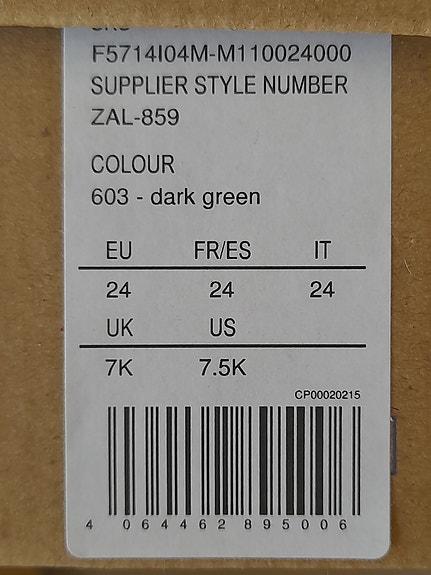 F5714I04M-M110024000
SUPPLIER STYLE NUMBER
ZAL-859
COLOUR
603 - dark green
EU FR/ES IT
24 24 24
UK US
7K 7.5K
CP00020215
4 064462 895006